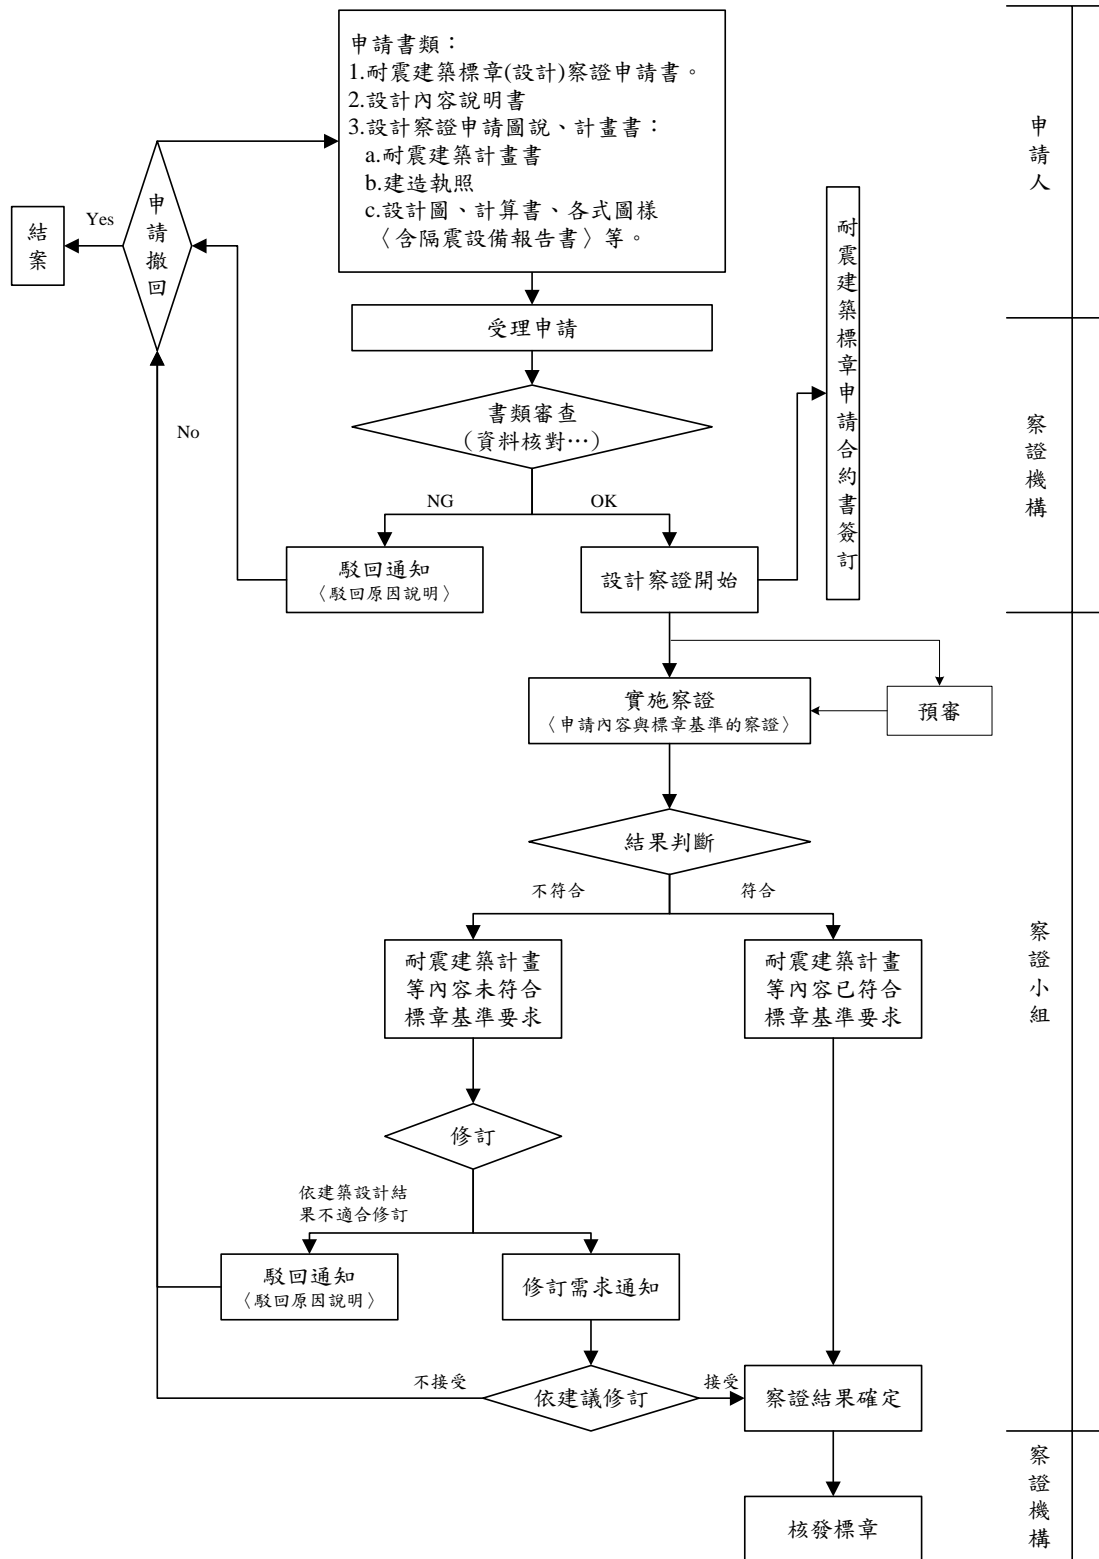 申請書類：
1.耐震建築標章(設計)察證申請書。
2.設計內容說明書
3.設計察證申請圖說、計畫書：
a.耐震建築計畫書
b.建造執照
c.設計圖、計算書、各式圖樣
〈含隔震設備報告書〉等。
申請人
申請撤回
Yes
結案
No
耐震建築標章申請合約書簽訂
受理申請
書類審查
（資料核對…）
察證機構
NG
OK
駁回通知
〈駁回原因說明〉
設計察證開始
實施察證
〈申請內容與標章基準的察證〉
預審
結果判斷
不符合
符合
耐震建築計畫
等內容未符合
標章基準要求
耐震建築計畫
等內容已符合
標章基準要求
察證小組
修訂
依建築設計結
果不適合修訂
駁回通知
〈駁回原因說明〉
修訂需求通知
不接受
依建議修訂
接受
察證結果確定
核發標章
察證機構